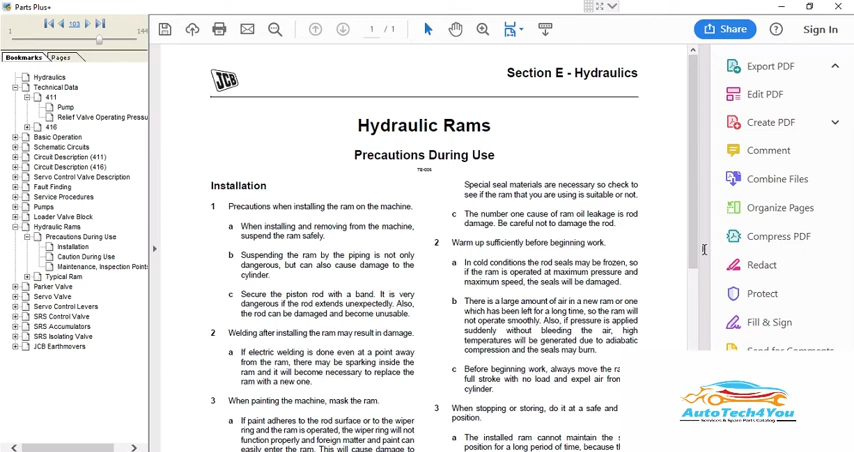 Parts Plus+
103
1
144
Bookmarks
Pages
Hydraulics
Technical Data
411
Pump
Relief Valve Operating Pressu
416
Basic Operation
Schematic Circuits
Circuit Description (411)
Circuit Description (416)
Servo Control Valve Description
Fault Finding
Service Procedures
Pumps
Loader Valve Block
Hydraulic Rams
Precautions During Use
Installation
Caution During Use
Maintenance, Inspection Points
Typical Ram
Parker Valve
Servo Valve
Servo Control Levers
SRS Control Valve
SRS Accumulators
SRS Isolating Valve
JCB Earthmovers
1 / 1
Share
Sign In
JCB
Section E - Hydraulics
Hydraulic Rams
Precautions During Use
Installation
1 Precautions when installing the ram on the machine.
a When installing and removing from the machine,
suspend the ram safely.
b Suspending the ram by the piping is not only
dangerous, but can also cause damage to the
cylinder.
c Secure the piston rod with a band. It is very
dangerous if the rod extends unexpectedly. Also,
the rod can be damaged and become unusable.
2 Welding after installing the ram may result in damage.
a If electric welding is done even at a point away
from the ram, there may be sparking inside the
ram and it will become necessary to replace the
ram with a new one.
3 When painting the machine, mask the ram.
a If paint adheres to the rod surface or to the wiper
ring and the ram is operated, the wiper ring will not
function properly and foreign matter and paint can
easily enter the ram. This will cause damage to
Special seal materials are necessary so check to
see if the ram that you are using is suitable or not.
c The number one cause of ram oil leakage is rod
damage. Be careful not to damage the rod.
2 Warm up sufficiently before beginning work.
a In cold conditions the rod seals may be frozen, so
if the ram is operated at maximum pressure and
maximum speed, the seals will be damaged.
b There is a large amount of air in a new ram or one
which has been left for a long time, so the ram will
not operate smoothly. Also, if pressure is applied
suddenly without bleeding the air, high
temperatures will be generated due to adiabatic
compression and the seals may burn.
c Before beginning work, always move the ra
full stroke with no load and expel air fron
cylinder.
3 When stopping or storing, do it at a safe and
position.
a The installed ram cannot maintain the s
position for a long period of time, because th
Export PDF
Edit PDF
Create PDF
Comment
Combine Files
Organize Pages
Compress PDF
Redact
Protect
Fill & Sign
Send for Comments
AutoTech4You
Services & Spare Parts Catalog